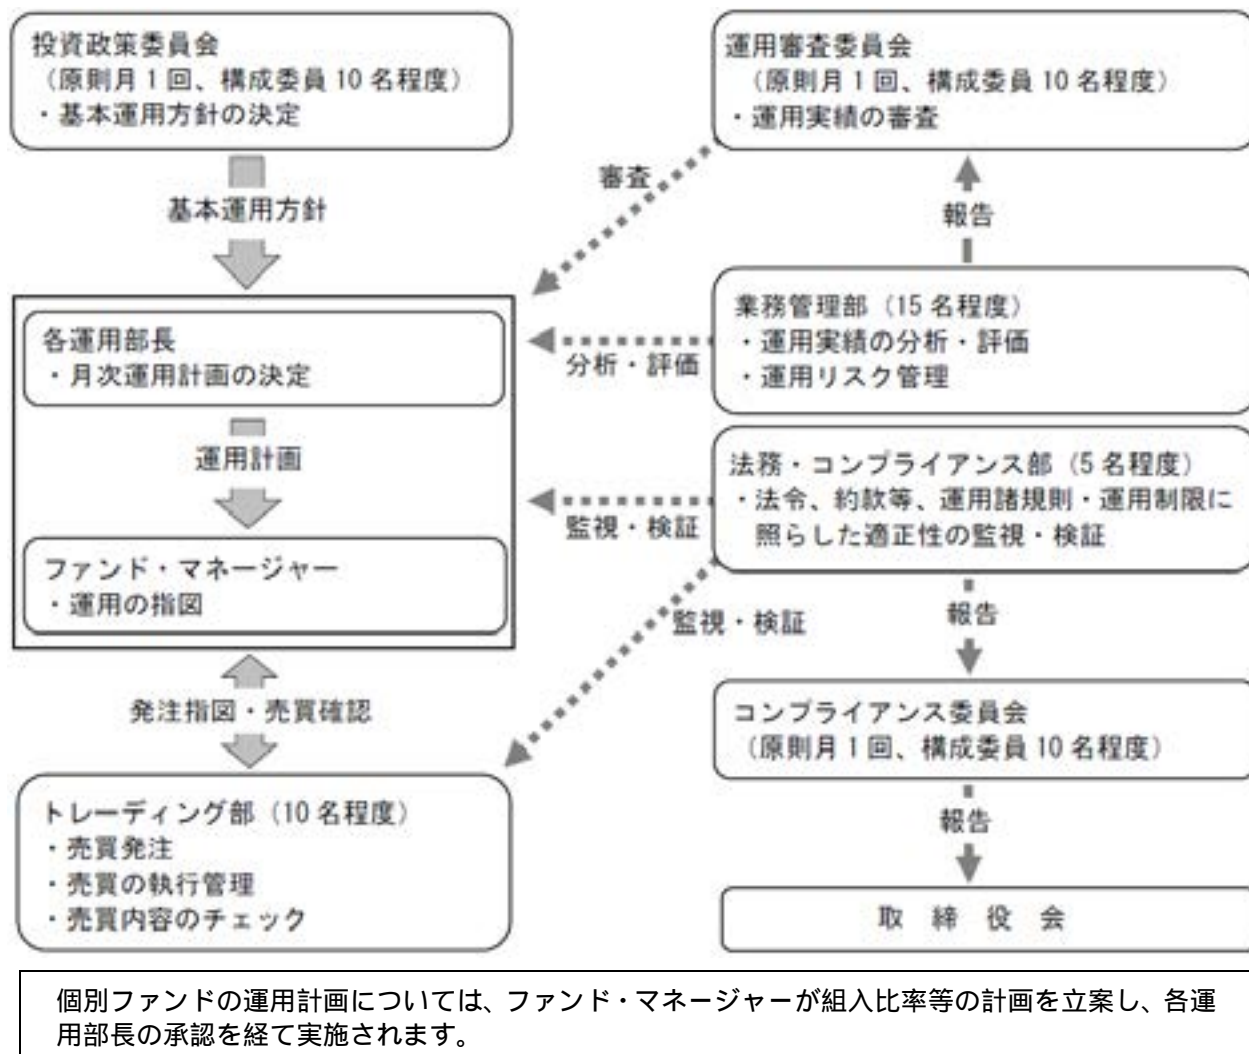 投資政策委員会
（原則月1回、構成委員10名程度）
・基本運用方針の決定
基本運用方針
各運用部長
・月次運用計画の決定
運用計画
ファンド・マネージャー
・運用の指図
発注指図・売買確認
トレーディング部（10名程度）
・売買発注
・売買の執行管理
・売買内容のチェック
運用審査委員会
（原則月1回、構成委員10名程度）
・運用実績の審査
審査
報告
業務管理部（15名程度）
・運用実績の分析・評価
・運用リスク管理
分析・評価
法務・コンプライアンス部（5名程度）
・法令、約款等、運用諸規則・運用制限に
照らした適正性の監視・検証
監視・検証
監視・検証
報告
コンプライアンス委員会
（原則月1回、構成委員10名程度）
報告
取　締　役　会
個別ファンドの運用計画については、ファンド・マネージャーが組入比率等の計画を立案し、各運
用部長の承認を経て実施されます。